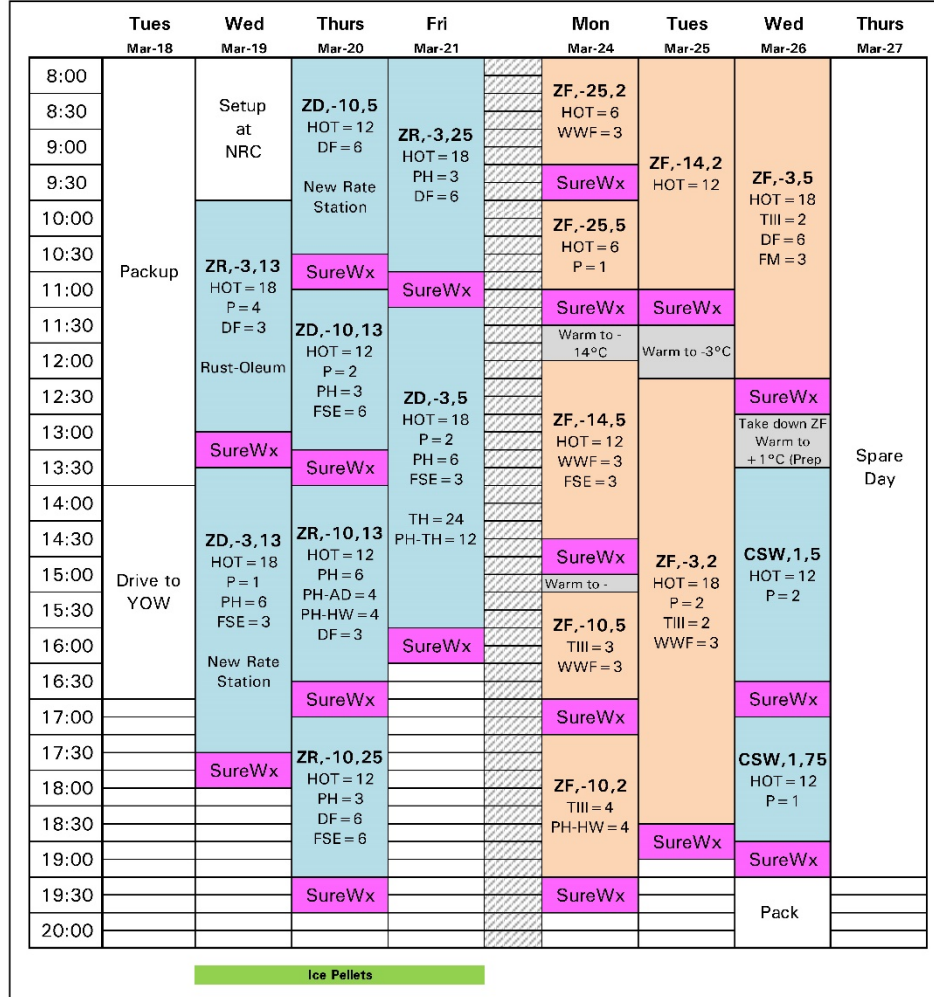 Tues Wed Thurs Fri Mon Tues Wed Thurs
Mar-18 Mar-19 Mar-20 Mar-21 Mar-24 Mar-25 Mar-26 Mar-27
8:00
8:30
9:00
9:30
10:00
10:30
11:00
11:30
12:00
12:30
13:00
13:30
14:00
14:30
15:00
15:30
16:00
16:30
17:00
17:30
18:00
18:30
19:00
19:30
20:00
Packup
Drive to
YOW
Setup
at
NRC
ZR,-3,13
HOT = 18
P = 4
DF = 3
Rust-Oleum
SureWx
ZD,-3,13
HOT = 18
P = 1
PH = 6
FSE = 3
New Rate
Station
SureWx
ZD,-10,5
HOT = 12
DF = 6
New Rate
Station
SureWx
ZD,-10,13
HOT = 12
P = 2
PH = 3
FSE = 6
SureWx
ZR,-10,13
HOT = 12
PH = 6
PH-AD = 4
PH-HW = 4
DF = 3
SureWx
ZR,-10,25
HOT = 12
PH = 3
DF = 6
FSE = 6
SureWx
ZR,-3,25
HOT = 18
PH = 3
DF = 6
SureWx
ZD,-3,5
HOT = 18
P = 2
PH = 6
FSE = 3
TH = 24
PH-TH = 12
SureWx
ZF,-25,2
HOT = 6
WWF = 3
SureWx
ZF,-25,5
HOT = 6
P = 1
SureWx
Warm to -
14°C
ZF,-14,5
HOT = 12
WWF = 3
FSE = 3
SureWx
Warm to -
ZF,-10,5
TIII = 3
WWF = 3
SureWx
ZF,-10,2
TIII = 4
PH-HW = 4
SureWx
ZF,-14,2
HOT = 12
SureWx
Warm to -3°C
ZF,-3,2
HOT = 18
P = 2
TIII = 2
WWF = 3
SureWx
ZF,-3,5
HOT = 18
TIII = 2
DF = 6
FM = 3
SureWx
Take down ZF
Warm to
+1°C (Prep
CSW,1,5
HOT = 12
P = 2
SureWx
CSW,1,75
HOT = 12
P = 1
SureWx
Pack
Spare
Day
Ice Pellets